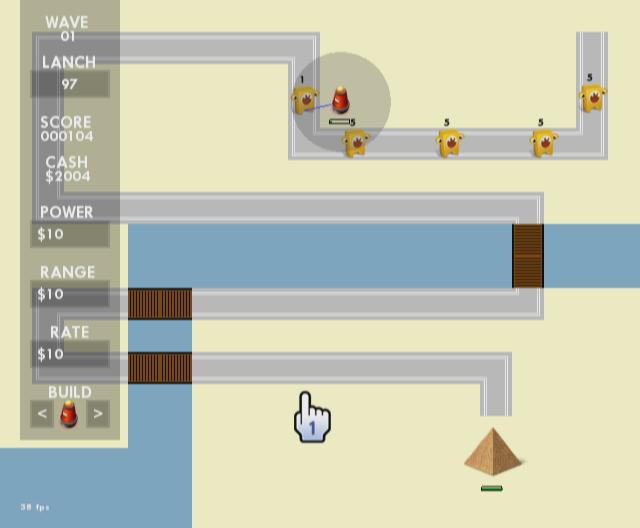 WAVE
01
LANCH
97
SCORE
000104
CASH
$2004
POWER
$10
RANGE
$10
RATE
$10
BUILD
< >
1
5
5
5
5
1
38 fps